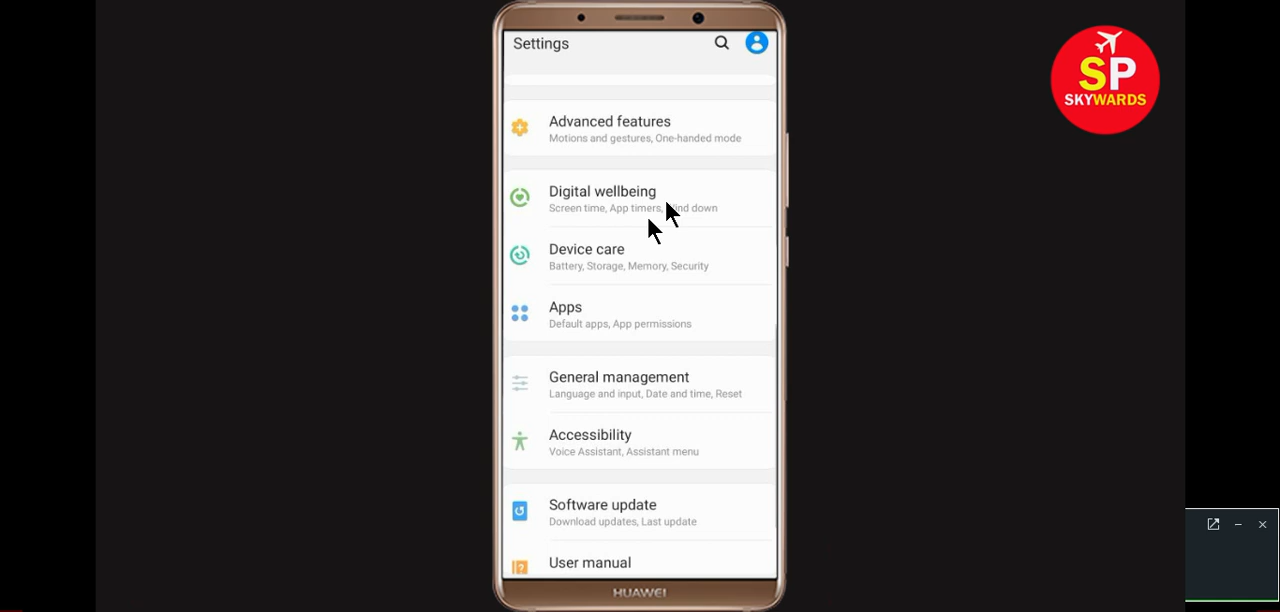 Settings
SP
SKYWARDS
Advanced features
Motions and gestures, One-handed mode
Digital wellbeing
Screen time, App timers, Wind down
Device care
Battery, Storage, Memory, Security
Apps
Default apps, App permissions
General management
Language and input, Date and time, Reset
Accessibility
Voice Assistant, Assistant menu
Software update
Download updates, Last update
User manual
HUAWEI